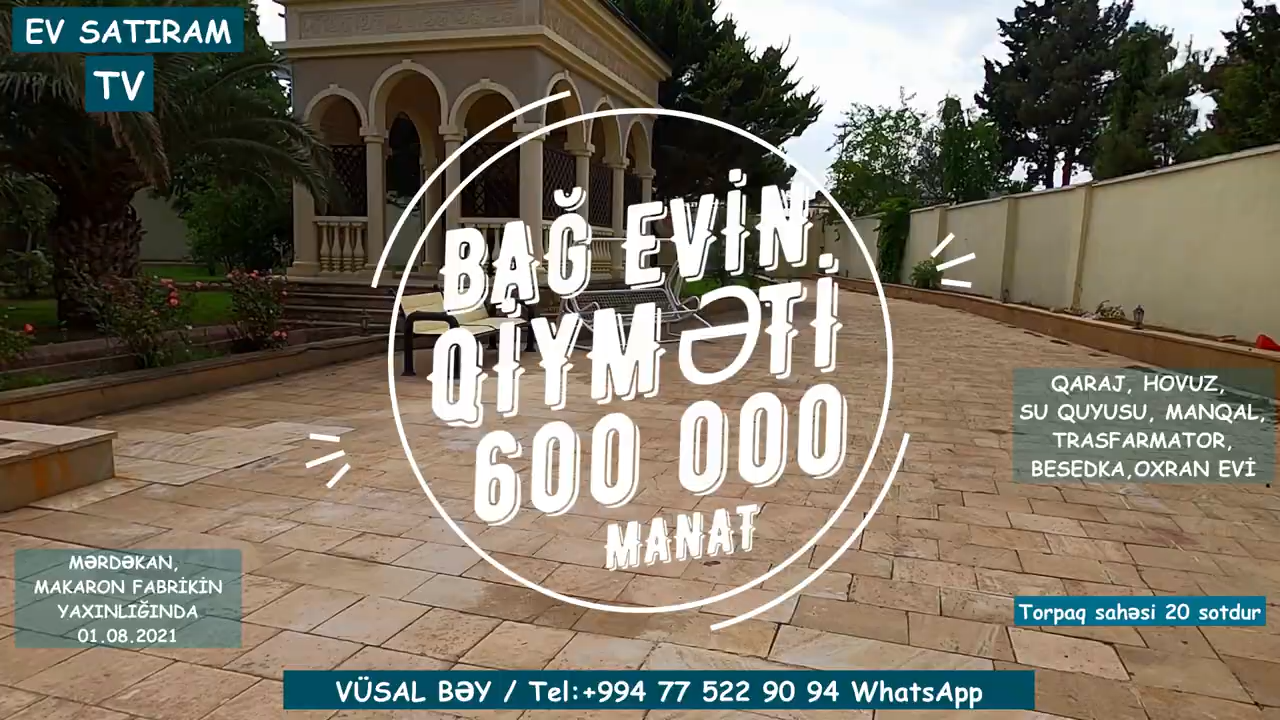 EV SATIRAM
TV
BAĞ EVİN
QİYMƏTİ
600 000
MANAT
QARAJ, HOVUZ,
SU QUYUSU, MANQAL,
TRASFARMATOR,
BESEDKA,OXRAN EVİ
MƏRDƏKAN,
MAKARON FABRİKİN
YAXINLIĞINDA
01.08.2021
Torpaq sahəsi 20 sotdur
VÜSAL BƏY / Tel:+994 77 522 90 94 WhatsApp